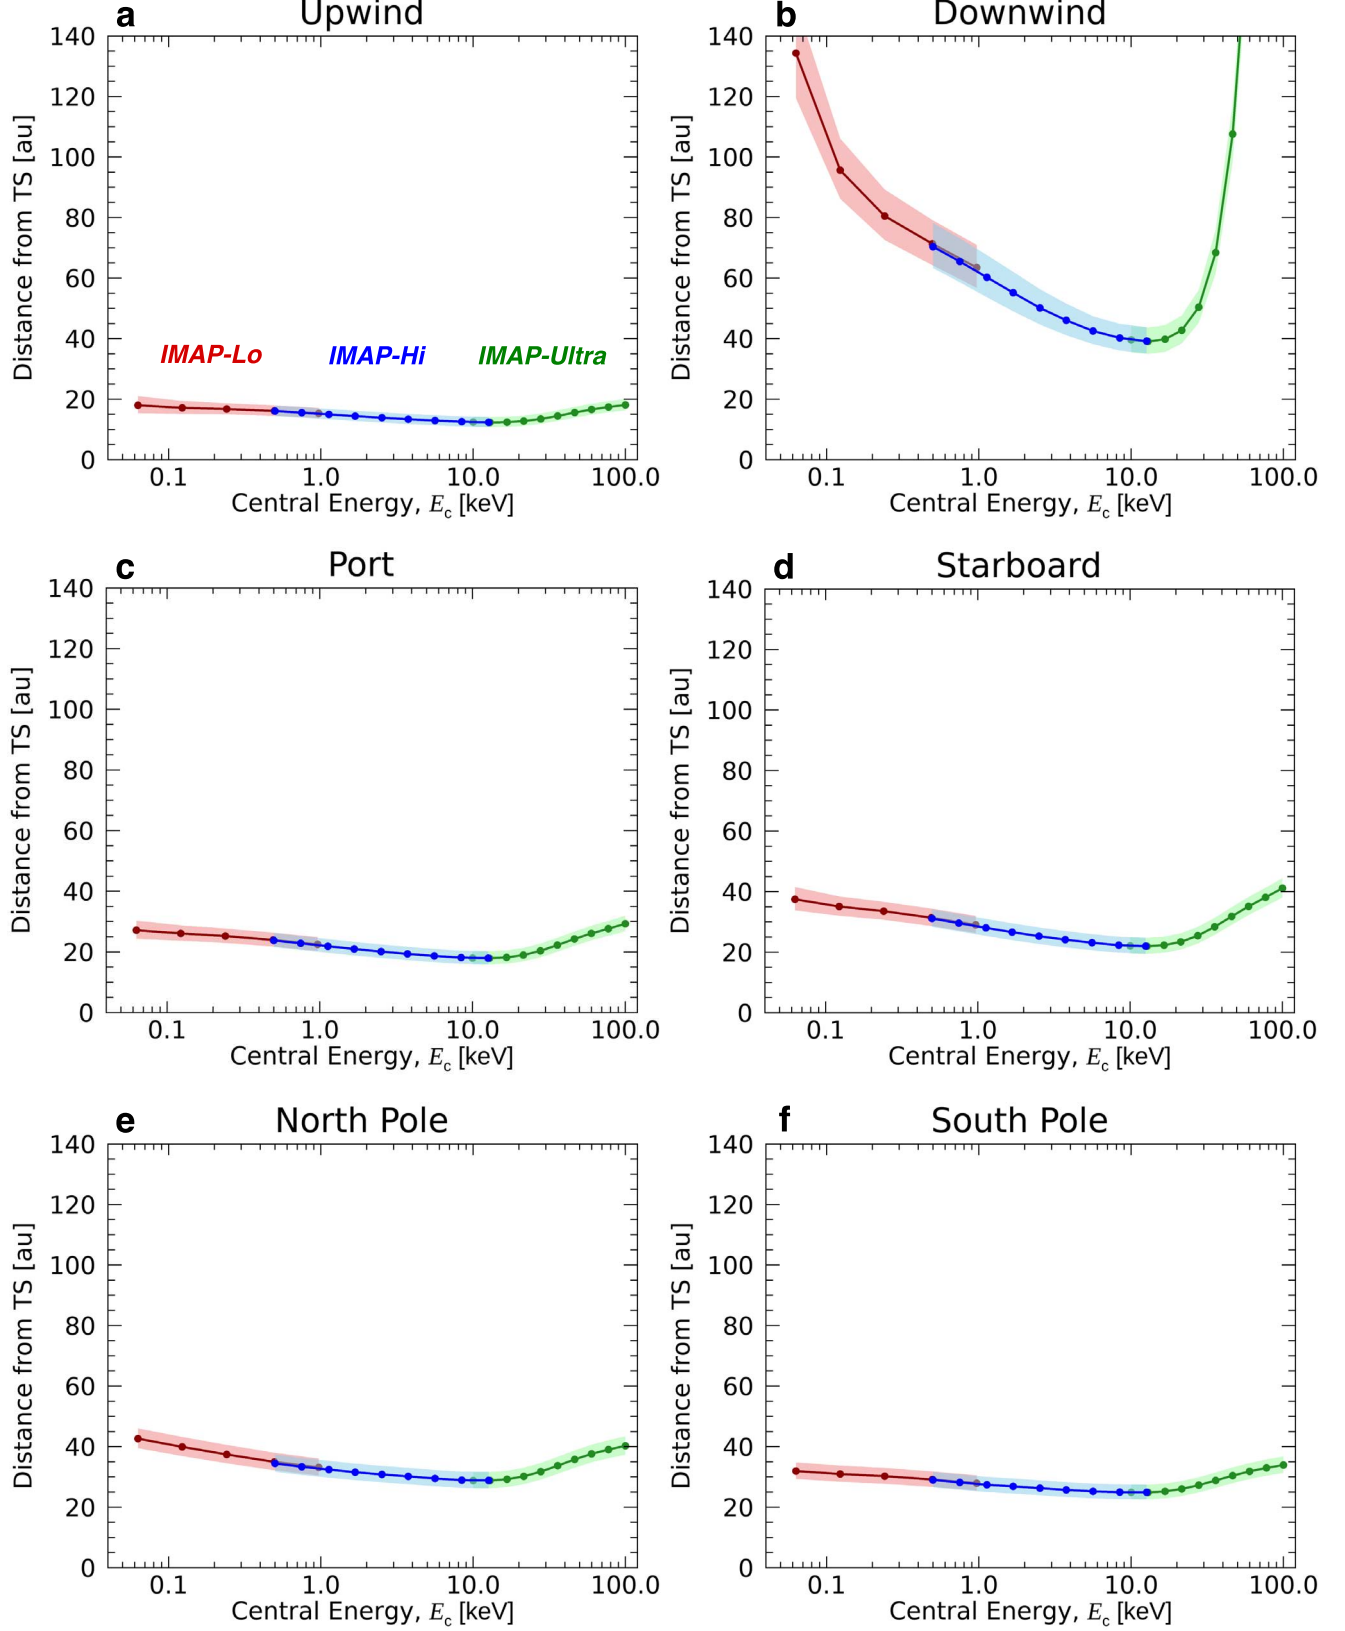 a Upwind
140
120
100
80
60
40
20
0
Distance from TS [au]
IMAP-Lo IMAP-Hi IMAP-Ultra
0.1 1.0 10.0 100.0
Central Energy, Ec [keV]
b Downwind
140
120
100
80
60
40
20
0
Distance from TS [au]
0.1 1.0 10.0 100.0
Central Energy, Ec [keV]
c Port
140
120
100
80
60
40
20
0
Distance from TS [au]
0.1 1.0 10.0 100.0
Central Energy, Ec [keV]
d Starboard
140
120
100
80
60
40
20
0
Distance from TS [au]
0.1 1.0 10.0 100.0
Central Energy, Ec [keV]
e North Pole
140
120
100
80
60
40
20
0
Distance from TS [au]
0.1 1.0 10.0 100.0
Central Energy, Ec [keV]
f South Pole
140
120
100
80
60
40
20
0
Distance from TS [au]
0.1 1.0 10.0 100.0
Central Energy, Ec [keV]